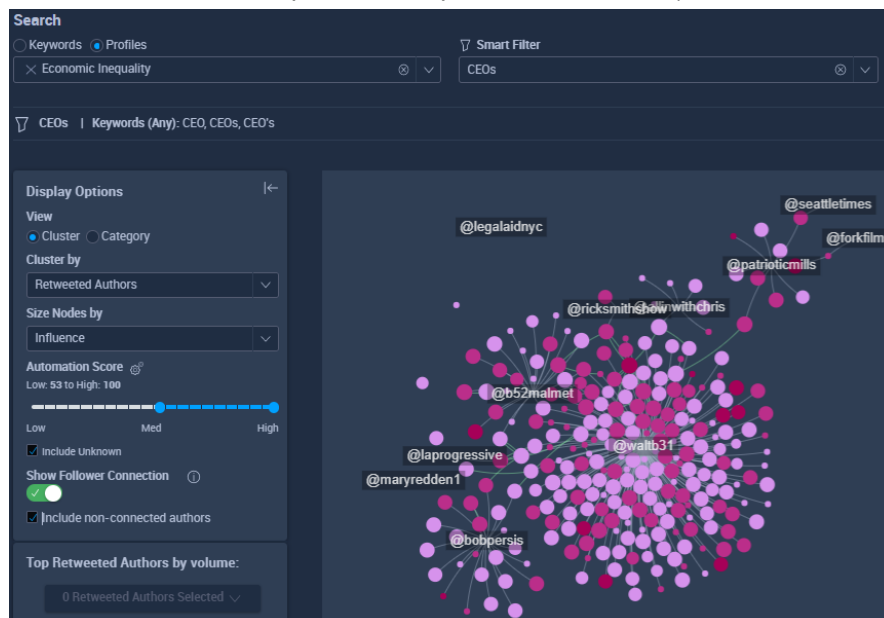 Search
Keywords Profiles
Smart Filter
Economic Inequality
CEOs
CEOs | Keywords (Any): CEO, CEOs, CEO's
Display Options
View
Cluster Category
Cluster by
Retweeted Authors
Size Nodes by
Influence
Automation Score
Low: 53 to High: 100
Low Med High
Include Unknown
Show Follower Connection
Include non-connected authors
Top Retweeted Authors by volume:
0 Retweeted Authors Selected
@seattletimes
@legalaidnyc
@forkfilm
@patrioticmills
@ricksmithshow
@b52malmet
@waltb31
@laprogressive
@maryredden1
@bobpersis